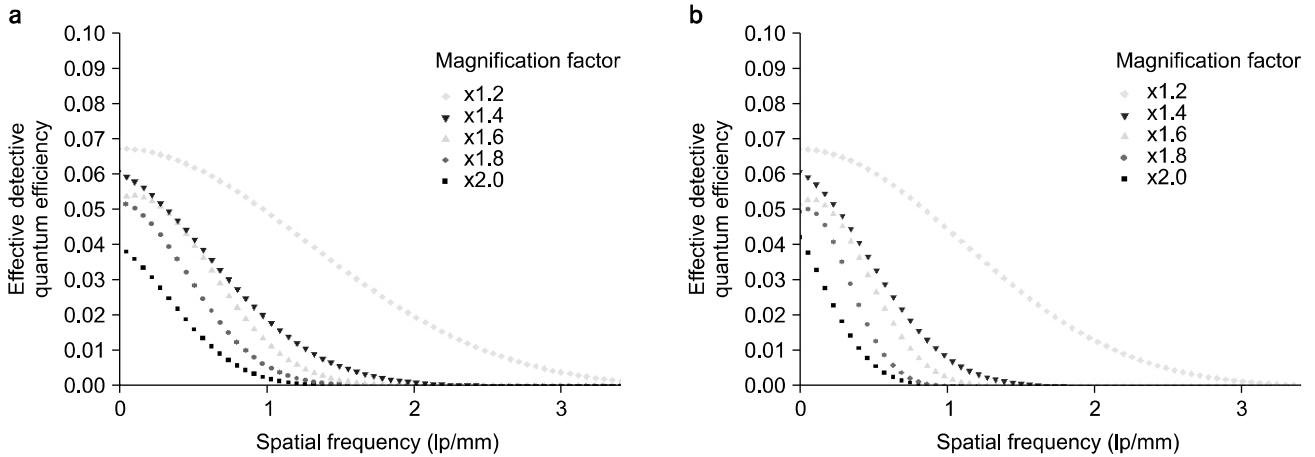 a
Effective detective
quantum efficiency
0.10
0.09
0.08
0.07
0.06
0.05
0.04
0.03
0.02
0.01
0.00
0
1
2
3
Spatial frequency (lp/mm)
Magnification factor
x1.2
x1.4
x1.6
x1.8
x2.0
b
Effective detective
quantum efficiency
0.10
0.09
0.08
0.07
0.06
0.05
0.04
0.03
0.02
0.01
0.00
0
1
2
3
Spatial frequency (lp/mm)
Magnification factor
x1.2
x1.4
x1.6
x1.8
x2.0